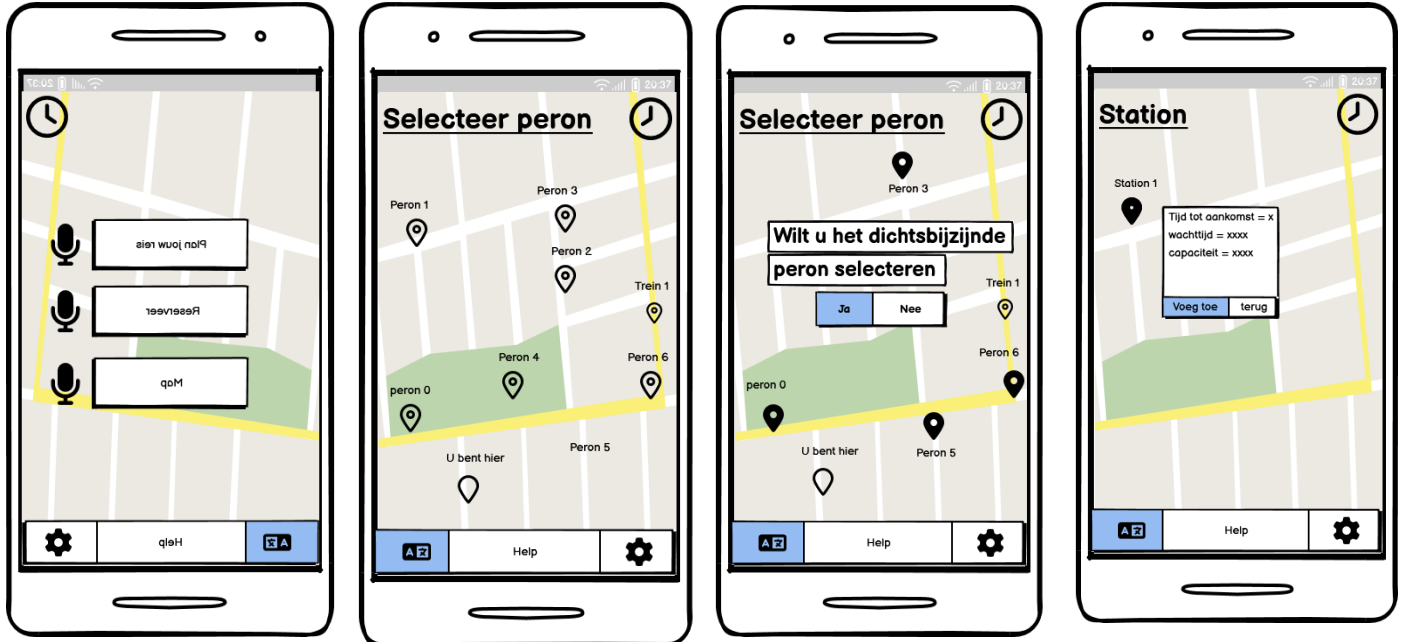 20:37
Plan jouw reis
Reserveer
Map
Help
A
20:37
Selecteer peron
Peron 3
Peron 1
Peron 2
Trein 1
Peron 4
Peron 6
peron 0
Peron 5
U bent hier
A
Help
20:37
Selecteer peron
Peron 3
Wilt u het dichtsbijzijnde
peron selecteren
Ja
Nee
Trein 1
Peron 6
peron 0
Peron 5
U bent hier
A
Help
20:37
Station
Station 1
Tijd tot aankomst = x
wachttijd = xxxx
capaciteit = xxxx
Voeg toe
terug
A
Help